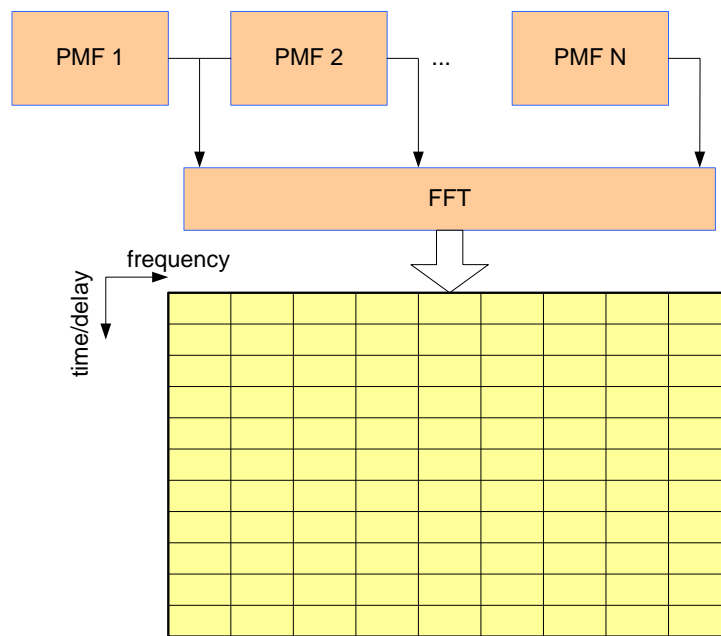 PMF 1
PMF 2
...
PMF N
FFT
frequency
time/delay